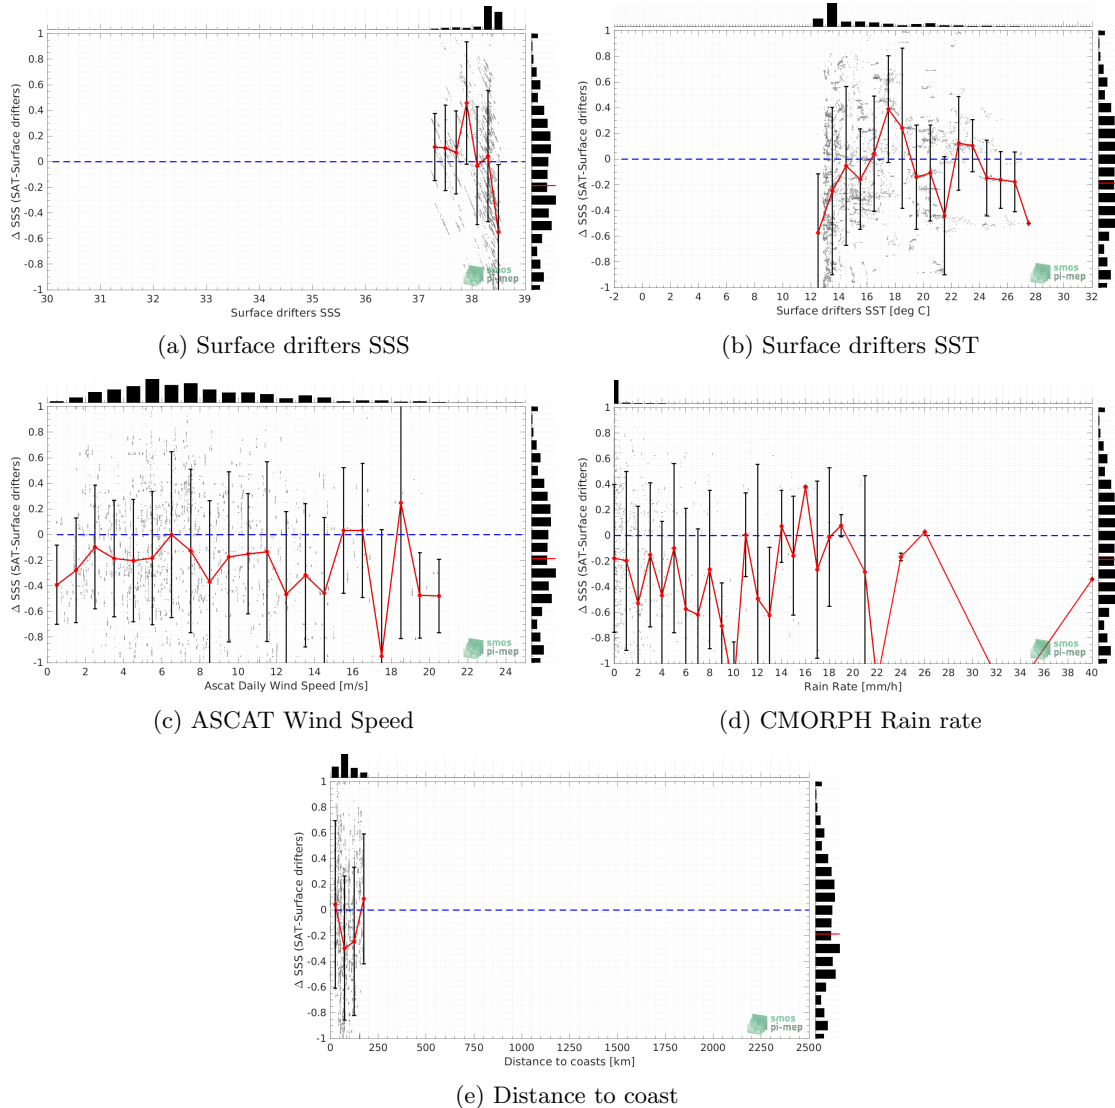 1
0.8
0.6
0.4
0.2
0
-0.2
-0.4
-0.6
-0.8
-1
Δ SSS (SAT-Surface drifters)
30 31 32 33 34 35 36 37 38 39
Surface drifters SSS
smos
pi-mep
(a) Surface drifters SSS
1
0.8
0.6
0.4
0.2
0
-0.2
-0.4
-0.6
-0.8
-1
Δ SSS (SAT-Surface drifters)
-2 0 2 4 6 8 10 12 14 16 18 20 22 24 26 28 30 32
Surface drifters SST [deg C]
smos
pi-mep
(b) Surface drifters SST
1
0.8
0.6
0.4
0.2
0
-0.2
-0.4
-0.6
-0.8
-1
Δ SSS (SAT-Surface drifters)
0 2 4 6 8 10 12 14 16 18 20 22 24
Ascat Daily Wind Speed [m/s]
smos
pi-mep
(c) ASCAT Wind Speed
1
0.8
0.6
0.4
0.2
0
-0.2
-0.4
-0.6
-0.8
-1
Δ SSS (SAT-Surface drifters)
0 2 4 6 8 10 12 14 16 18 20 22 24 26 28 30 32 34 36 38 40
Rain Rate [mm/h]
smos
pi-mep
(d) CMORPH Rain rate
1
0.8
0.6
0.4
0.2
0
-0.2
-0.4
-0.6
-0.8
-1
Δ SSS (SAT-Surface drifters)
0 250 500 750 1000 1250 1500 1750 2000 2250 2500
Distance to coasts [km]
smos
pi-mep
(e) Distance to coast